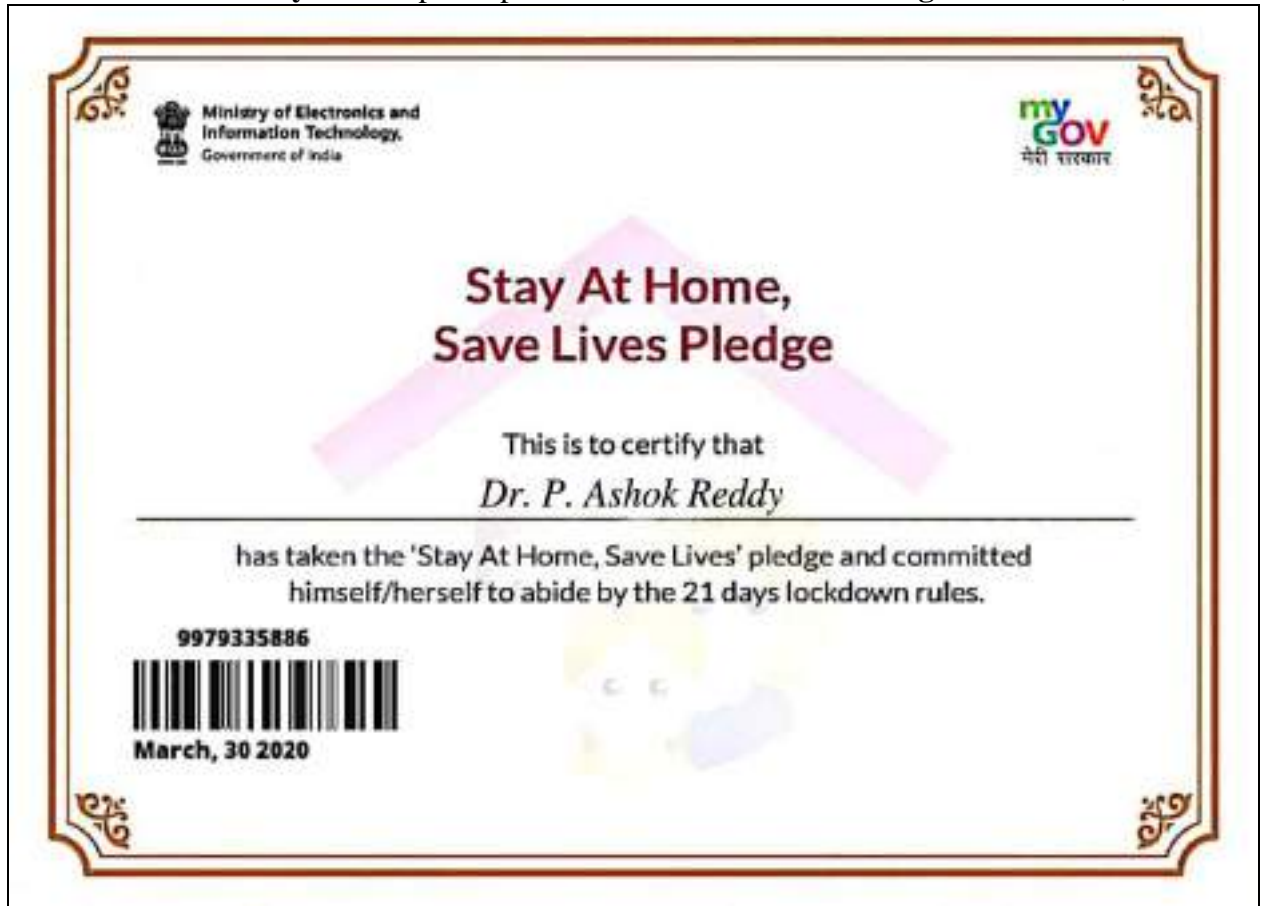 Ministry of Electronics and
Information Technology,
Government of India
my
GOV
मेरी सरकार
Stay At Home,
Save Lives Pledge
This is to certify that
Dr. P. Ashok Reddy
has taken the 'Stay At Home, Save Lives' pledge and committed
himself/herself to abide by the 21 days lockdown rules.
9979335886
March, 30 2020